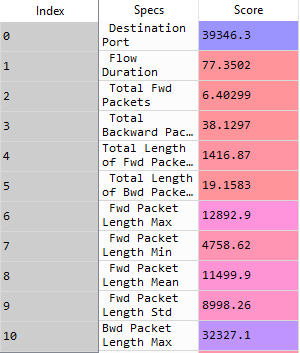 Index Specs Score
0 Destination Port 39346.3
1 Flow Duration 77.3502
2 Total Fwd Packets 6.40299
3 Total Backward Pac… 38.1297
4 Total Length of Fwd Packe… 1416.87
5 Total Length of Bwd Packe… 19.1583
6 Fwd Packet Length Max 12892.9
7 Fwd Packet Length Min 4758.62
8 Fwd Packet Length Mean 11499.9
9 Fwd Packet Length Std 8998.26
10 Bwd Packet Length Max 32327.1